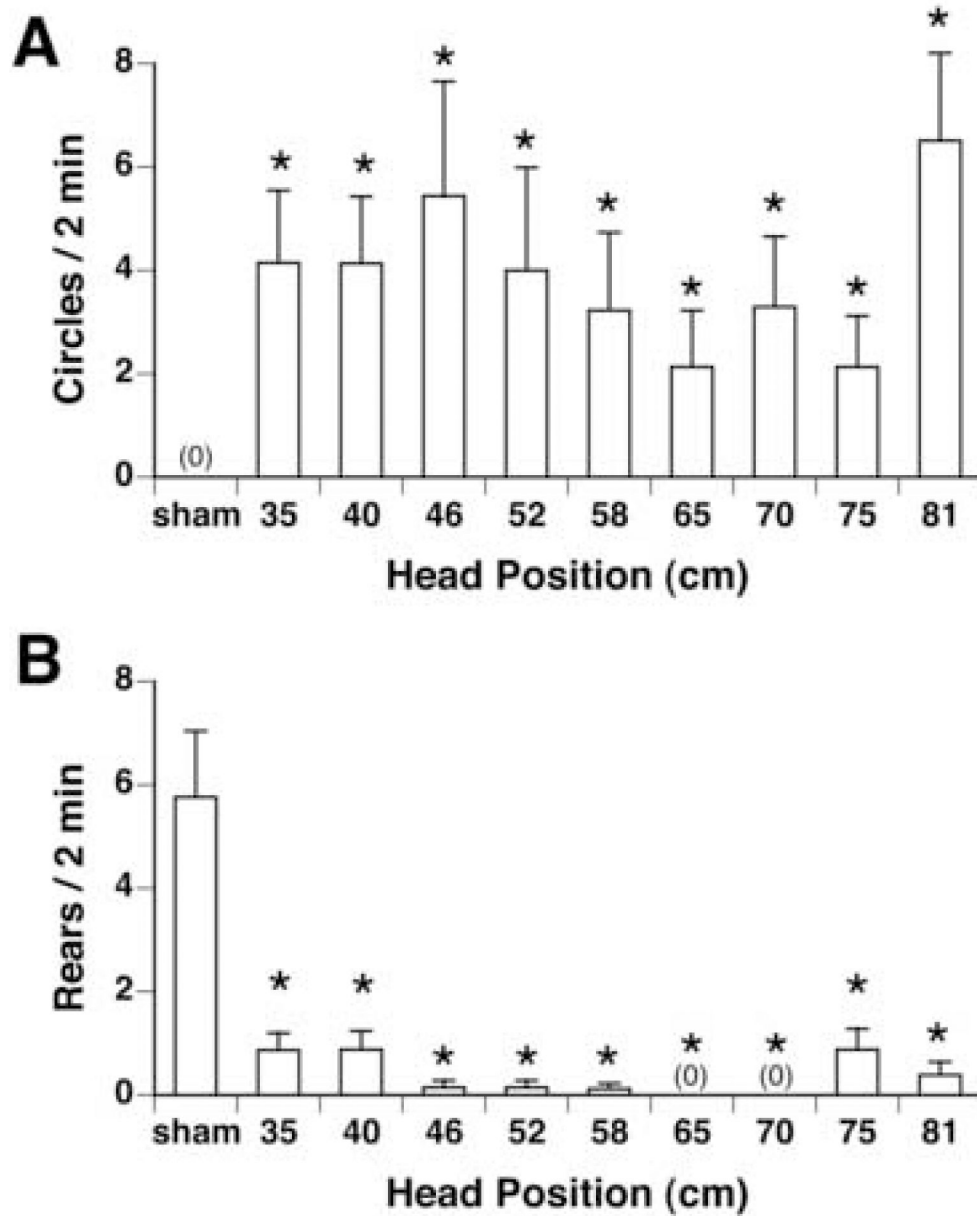 A
8
6
4
2
0
Circles / 2 min
* * * * * * * * *
(0)
sham 35 40 46 52 58 65 70 75 81
Head Position (cm)
B
8
6
4
2
0
Rears / 2 min
* * * * * * * * *
(0) (0)
sham 35 40 46 52 58 65 70 75 81
Head Position (cm)